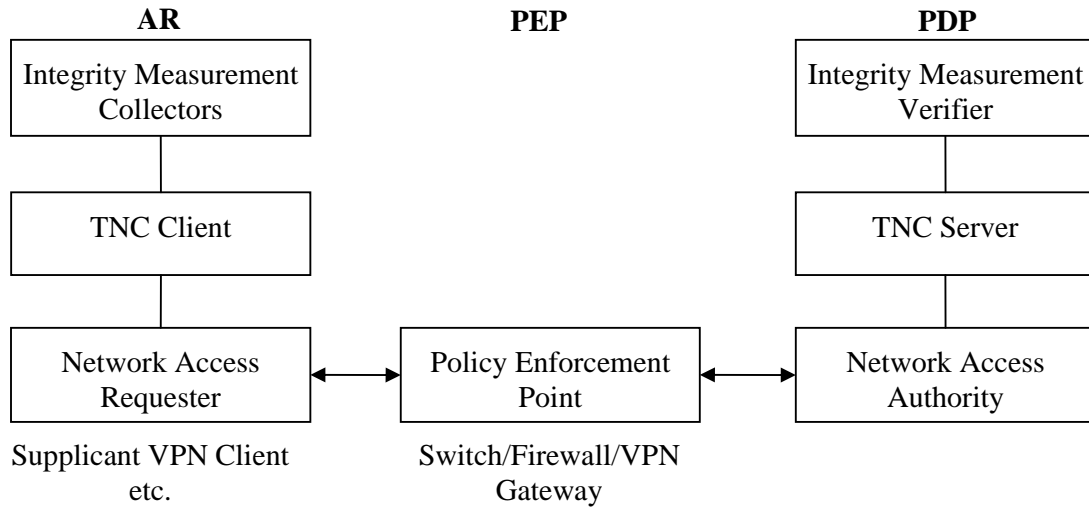 AR PEP PDP
Integrity Measurement
Collectors
Integrity Measurement
Verifier
TNC Client
TNC Server
Network Access
Requester
Policy Enforcement
Point
Network Access
Authority
Supplicant VPN Client
etc.
Switch/Firewall/VPN
Gateway